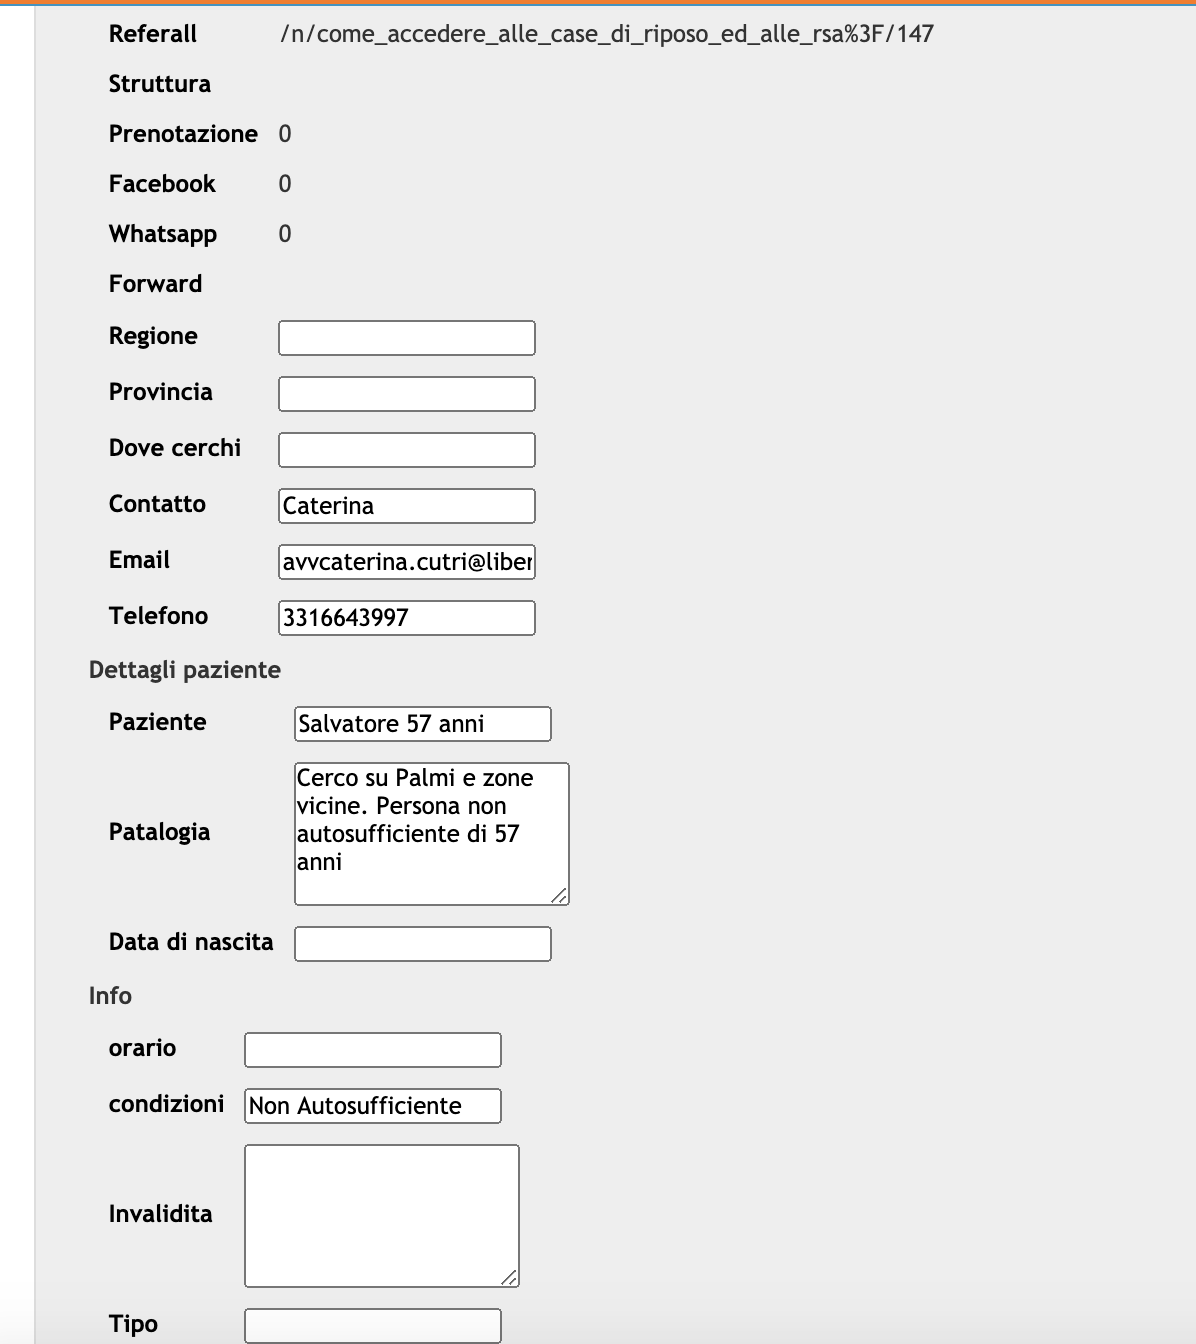 Referall /n/come_accedere_alle_case_di_riposo_ed_alle_rsa%3F/147
Struttura
Prenotazione 0
Facebook 0
Whatsapp 0
Forward
Regione
Provincia
Dove cerchi
Contatto Caterina
Email avvcaterina.cutri@liber
Telefono 3316643997
Dettagli paziente
Paziente Salvatore 57 anni
Patalogia
Cerco su Palmi e zone
vicine. Persona non
autosufficiente di 57
anni
Data di nascita
Info
orario
condizioni Non Autosufficiente
Invalidita
Tipo